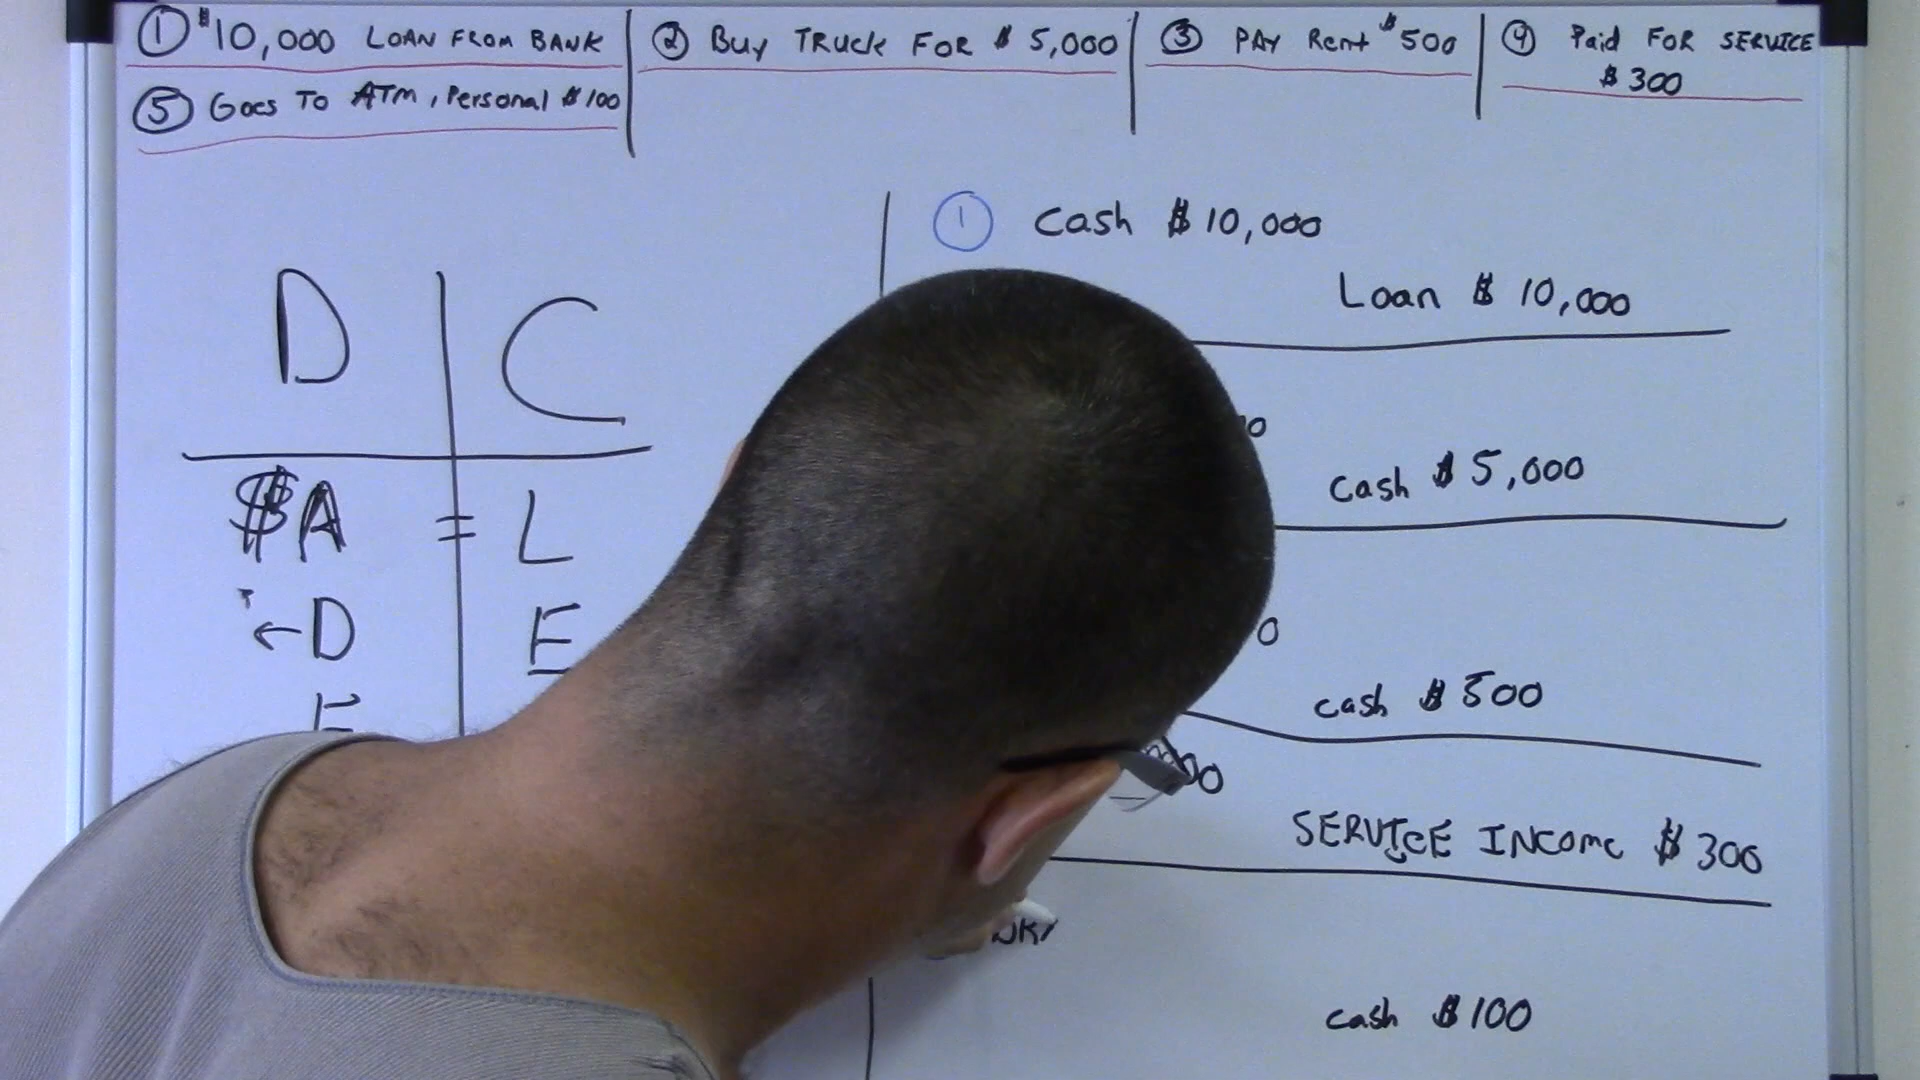 ① $10,000 LOAN FROM BANK
② Buy TRUCK FOR $ 5,000
③ PAY Rent $500
④ Paid FOR SERVICE
$300
⑤ Goes To ATM, Personal $100
① Cash $10,000
Loan $ 10,000
Cash $ 5,000
Cash $ 500
SERVICE INCOME $ 300
Cash $100
D C
$A = L
←D E
E